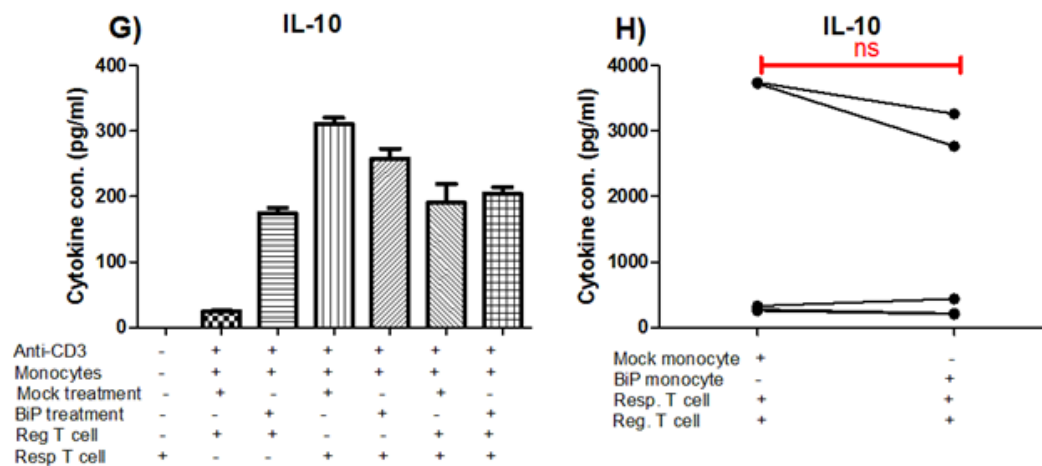 G) IL-10
Cytokine con. (pg/ml)
400
300
200
100
0
Anti-CD3 - + + + + + +
Monocytes - + + + + + +
Mock treatment - + - + - + -
BiP treatment - - + - + - +
Reg T cell - + + - - + +
Resp T cell + - - + + + +
H) IL-10
ns
Cytokine con. (pg/ml)
4000
3000
2000
1000
0
Mock monocyte + -
BiP monocyte - +
Resp. T cell + +
Reg. T cell + +